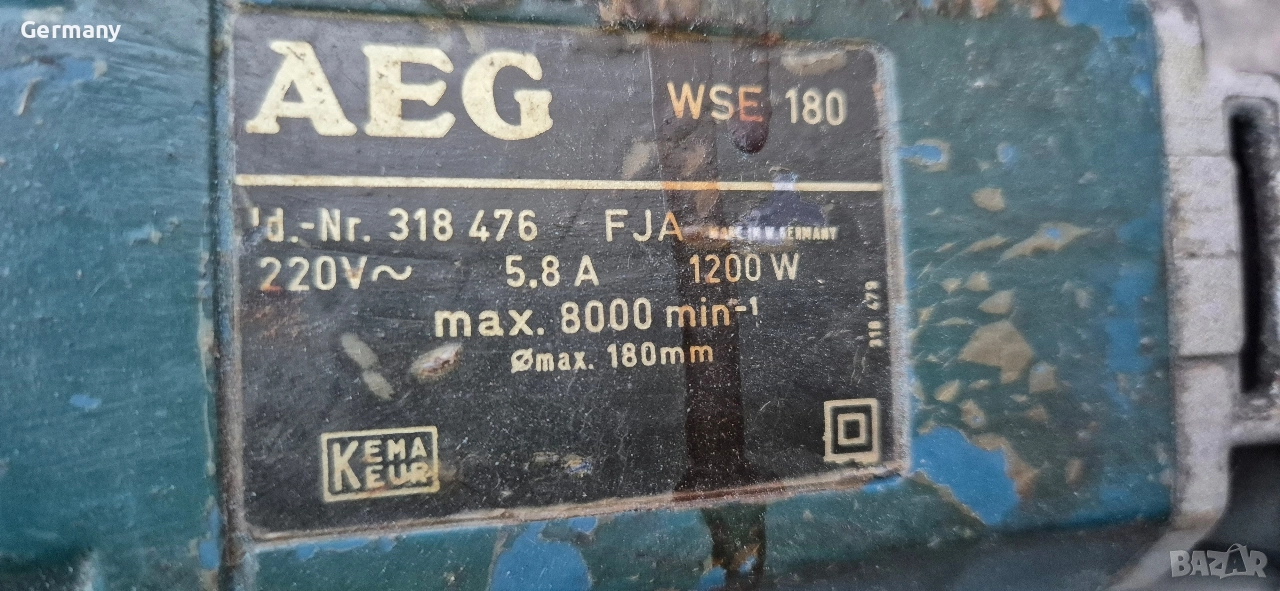 Germany
AEG WSE 180
Id.-Nr. 318 476 FJA MADE IN W. GERMANY
220V~ 5.8 A 1200 W
max. 8000 min-¹
Ømax. 180mm
318 479
KEMA
KEUR
BAZAR